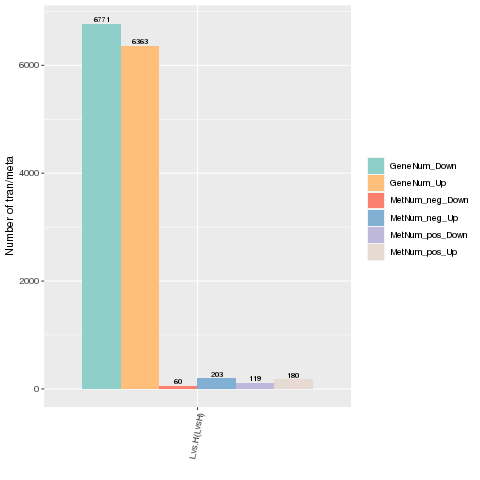 6771
6363
60
203
119
180
6000
4000
2000
0
Number of tran/meta
L.vs.H(LvsH)
GeneNum_Down
GeneNum_Up
MetNum_neg_Down
MetNum_neg_Up
MetNum_pos_Down
MetNum_pos_Up